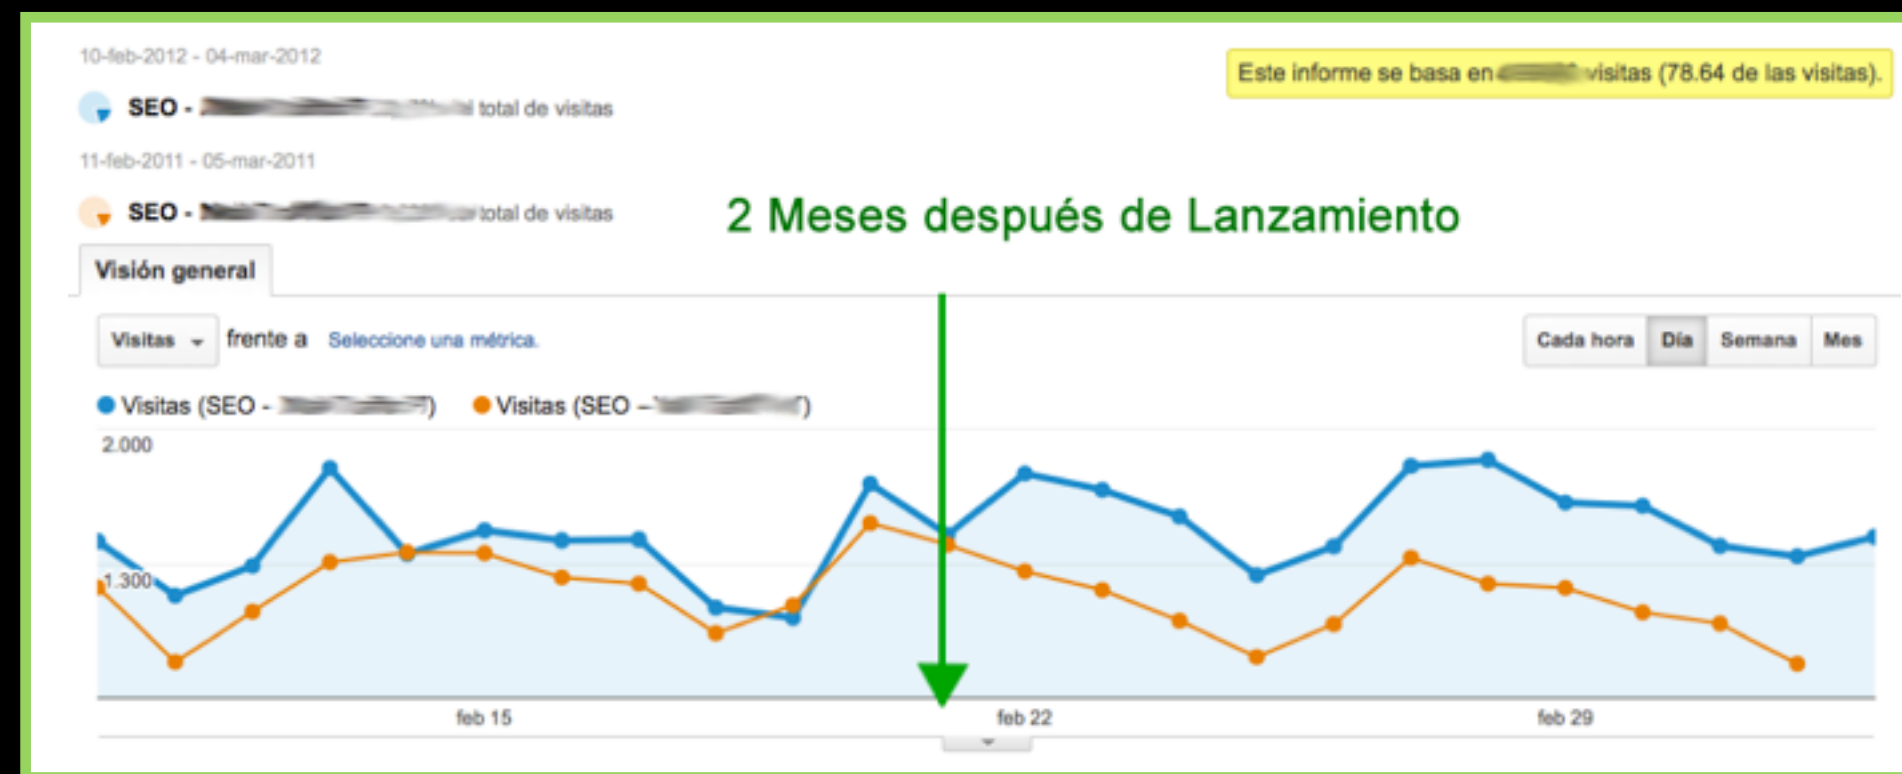 10-feb-2012 - 04-mar-2012
Este informe se basa en visitas (78.64 de las visitas).
SEO - total de visitas
11-feb-2011 - 05-mar-2011
SEO - total de visitas
2 Meses después de Lanzamiento
Visión general
Visitas frente a Seleccione una métrica.
Cada hora Día Semana Mes
Visitas (SEO - ) Visitas (SEO – )
2.000
1.300
feb 15 feb 22 feb 29